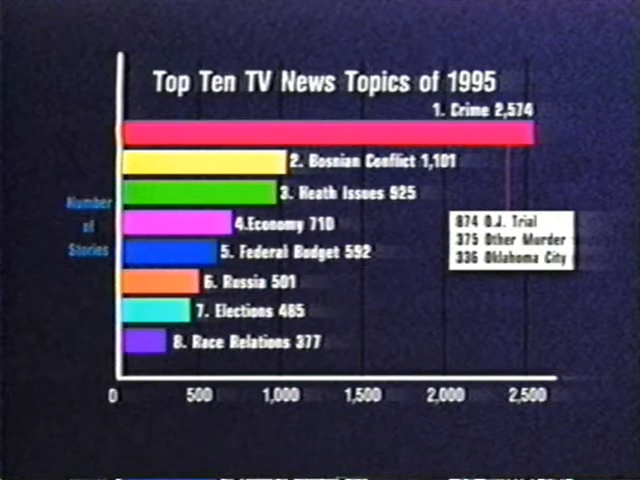 Top Ten TV News Topics of 1995
1. Crime 2,574
2. Bosnian Conflict 1,101
3. Heath Issues 925
4.Economy 710
5. Federal Budget 592
6. Russia 501
7. Elections 485
8. Race Relations 377
Number
of
Stories
874 O.J. Trial
375 Other Murder
336 Oklahoma City
0 500 1,000 1,500 2,000 2,500